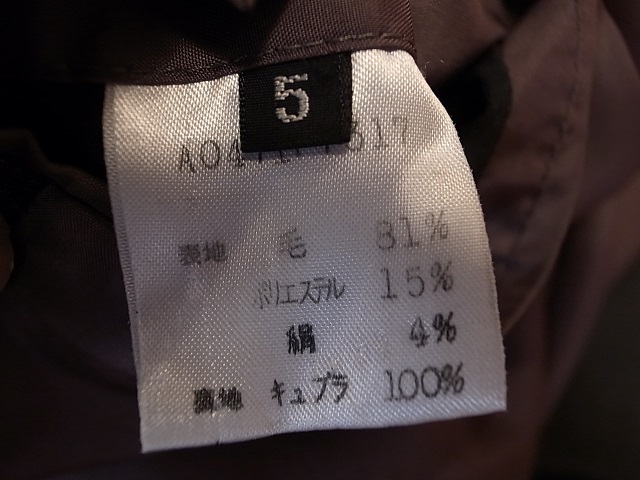 5
表地 毛 81%
ポリエステル 15%
絹 4%
裏地 キュプラ 100%